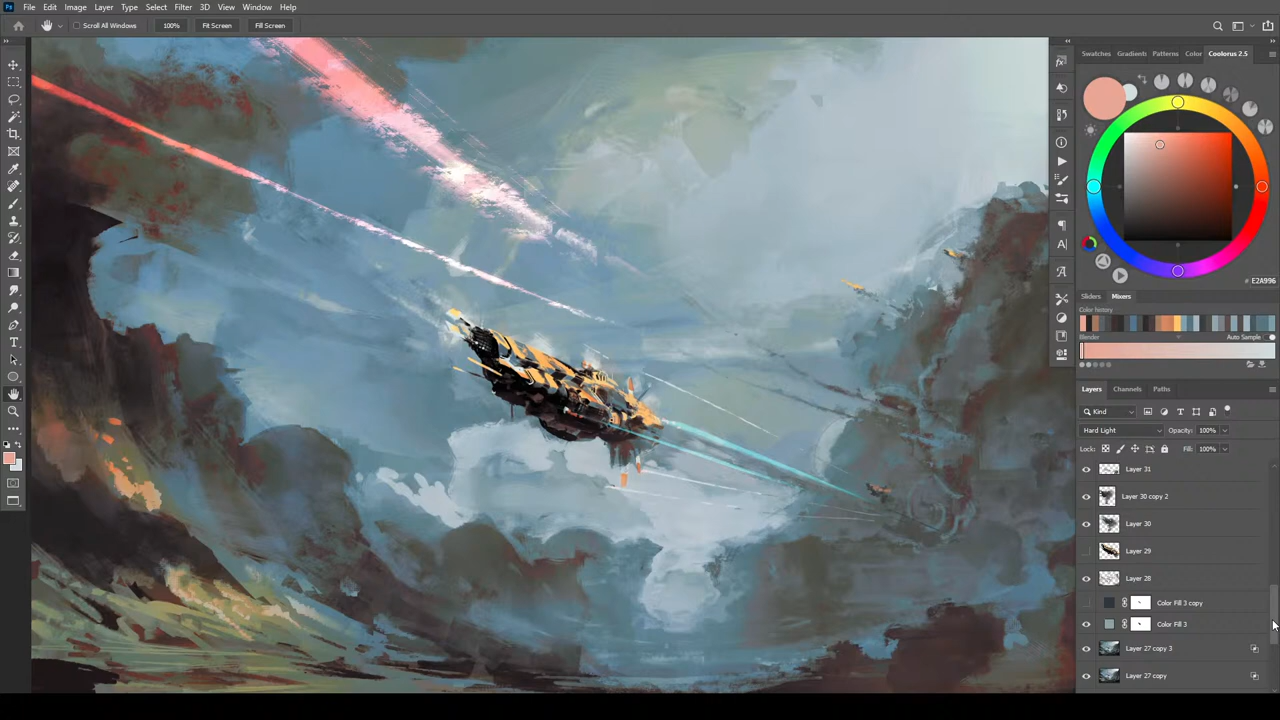 Ps File Edit Image Layer Type Select Filter 3D View Window Help
Scroll All Windows 100% Fit Screen Fill Screen
Swatches Gradients Patterns Color Coolorus 2.5
# E2A996
Sliders Mixers
Color history
Blender Auto Sample
Layers Channels Paths
Kind
Hard Light Opacity: 100%
Lock: Fill: 100%
Layer 31
Layer 30 copy 2
Layer 30
Layer 29
Layer 28
Color Fill 3 copy
Color Fill 3
Layer 27 copy 3
Layer 27 copy